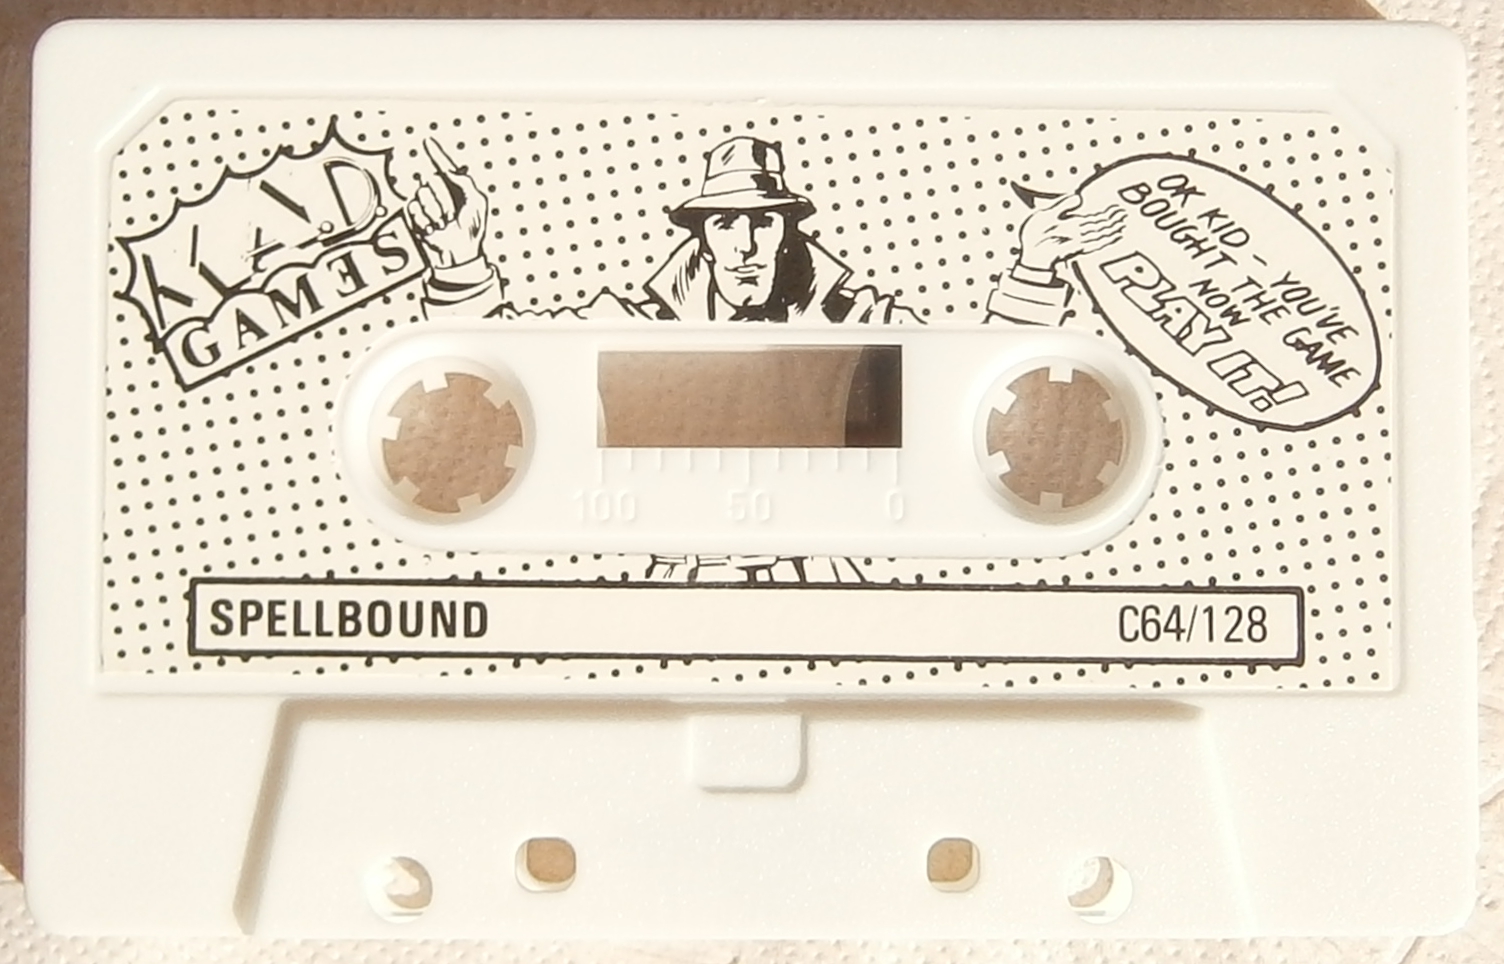 M.A.D.
GAMES
OK KID - YOU'VE
BOUGHT THE GAME
NOW
PLAY IT!
100 50 0
SPELLBOUND C64/128